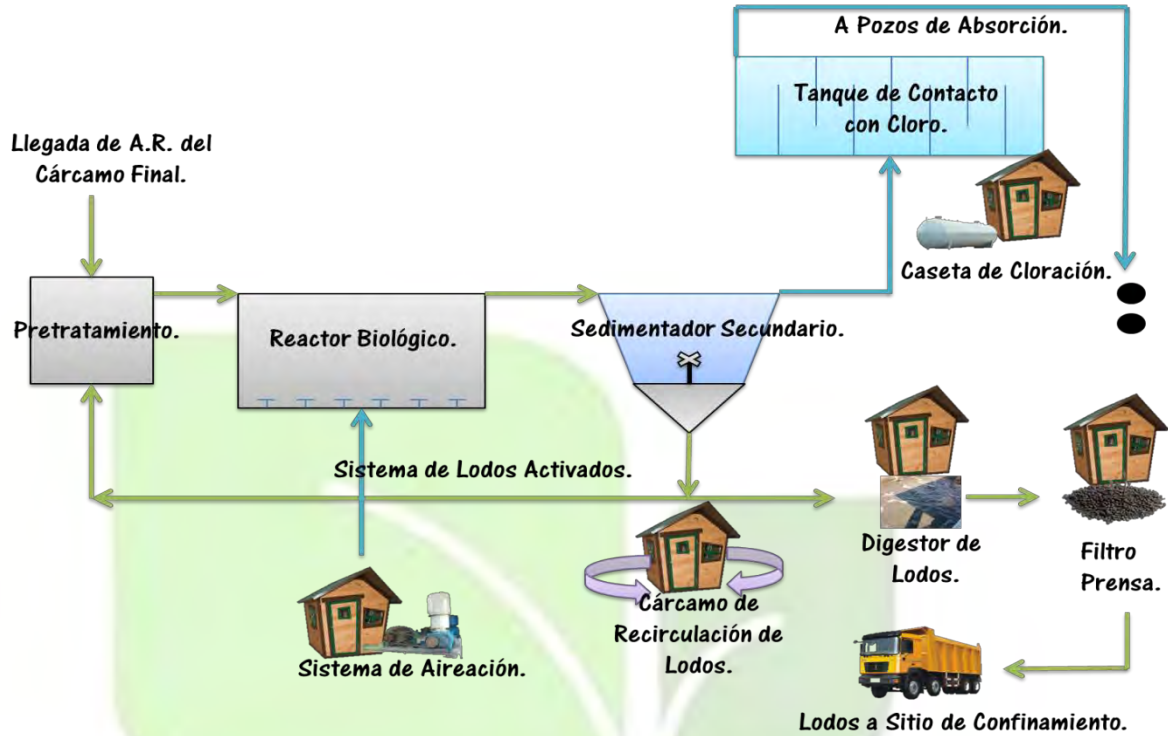 A Pozos de Absorción.
Tanque de Contacto
con Cloro.
Llegada de A.R. del
Cárcamo Final.
Caseta de Cloración.
Pretratamiento.
Reactor Biológico.
Sedimentador Secundario.
Sistema de Lodos Activados.
Digestor de
Lodos.
Filtro
Prensa.
Cárcamo de
Recirculación de
Lodos.
Sistema de Aireación.
Lodos a Sitio de Confinamiento.